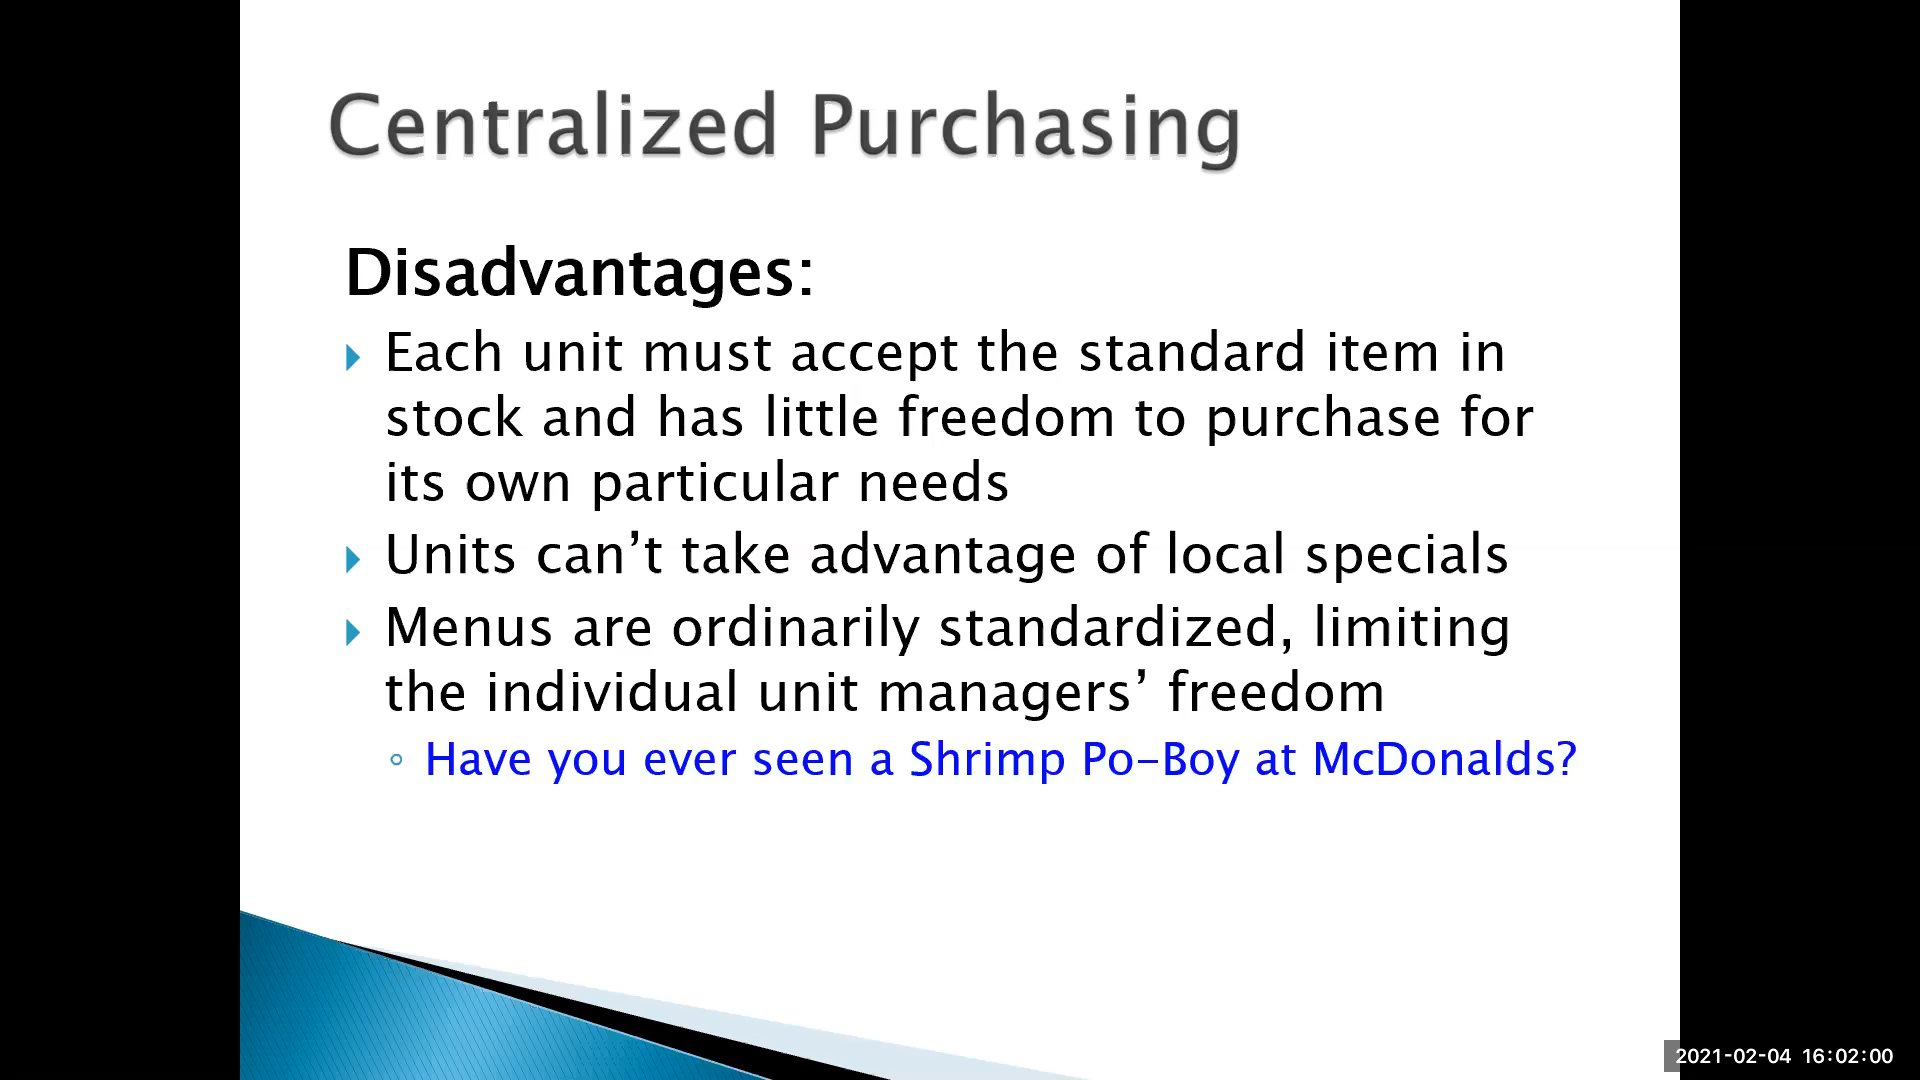 Centralized Purchasing
Disadvantages:
Each unit must accept the standard item in
stock and has little freedom to purchase for
its own particular needs
Units can’t take advantage of local specials
Menus are ordinarily standardized, limiting
the individual unit managers’ freedom
Have you ever seen a Shrimp Po-Boy at McDonalds?
2021-02-04 16:02:00